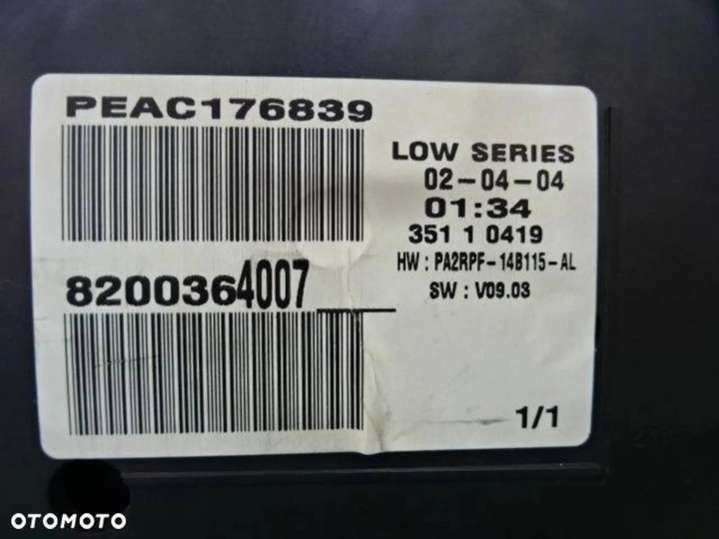 PEAC176839
8200364007__
LOW SERIES
02-04-04
01:34
351 1 0419
HW : PA2RPF-14B115-AL
SW : V09.03
1/1
OTOMOTO